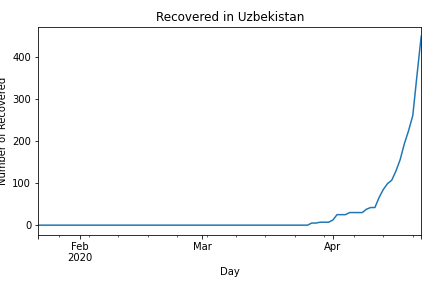 Recovered in Uzbekistan
Number of Recovered
400
300
200
100
0
Feb
2020
Mar
Apr
Day